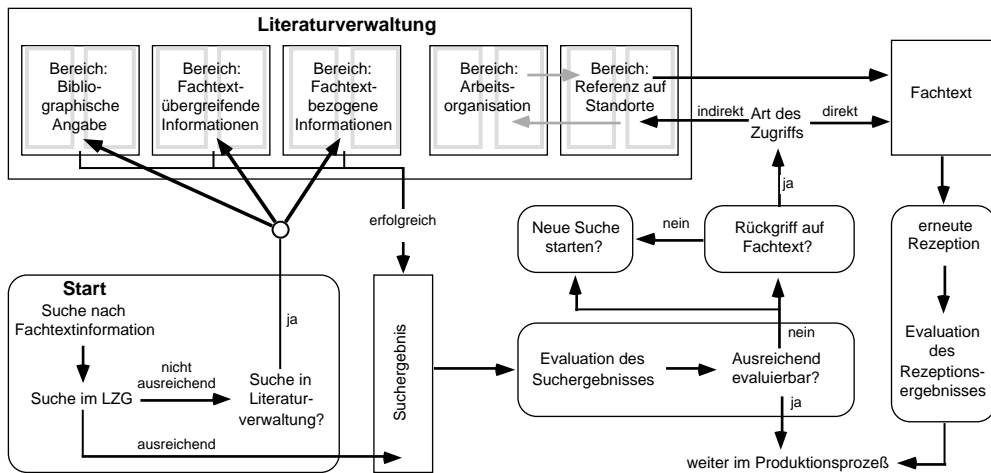 Literaturverwaltung
Bereich:
Biblio-
graphische
Angabe
Bereich:
Fachtext-
übergreifende
Informationen
Bereich:
Fachtext-
bezogene
Informationen
Bereich:
Arbeits-
organisation
Bereich:
Referenz auf
Standorte
Fachtext
indirekt
Art des
Zugriffs
direkt
ja
erfolgreich
Neue Suche
starten?
nein
Rückgriff auf
Fachtext?
erneute
Rezeption
Evaluation
des
Rezeptions-
ergebnisses
Start
Suche nach
Fachtextinformation
Suche im LZG
nicht
ausreichend
ja
Suche in
Literatur-
verwaltung?
ausreichend
Suchergebnis
Evaluation des
Suchergebnisses
nein
Ausreichend
evaluierbar?
ja
weiter im Produktionsprozeß